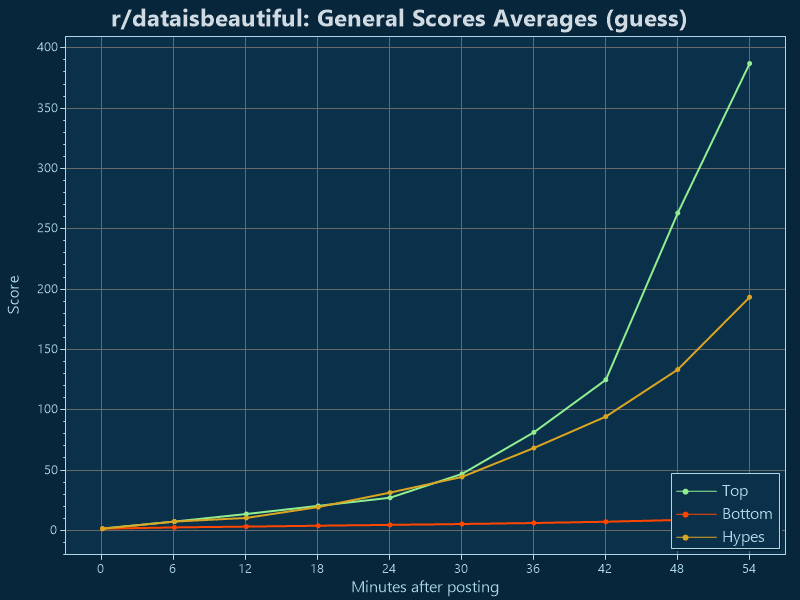 r/dataisbeautiful: General Scores Averages (guess)
400
350
300
250
200
150
100
50
0
Score
Top
Bottom
Hypes
0 6 12 18 24 30 36 42 48 54
Minutes after posting